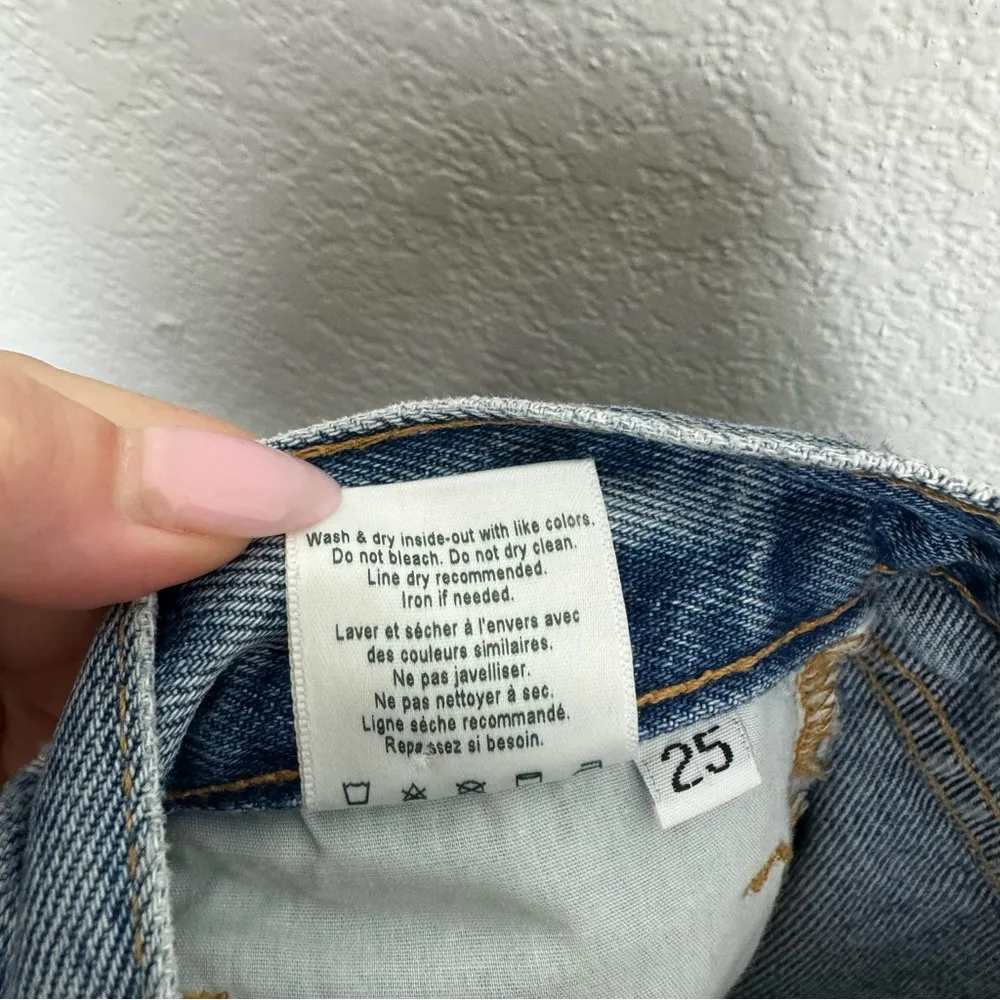 Wash & dry inside-out with like colors.
Do not bleach. Do not dry clean.
Line dry recommended.
Iron if needed.
Laver et sécher à l'envers avec
des couleurs similaires.
Ne pas javelliser.
Ne pas nettoyer à sec.
Ligne sèche recommandé.
Repassez si besoin.
25